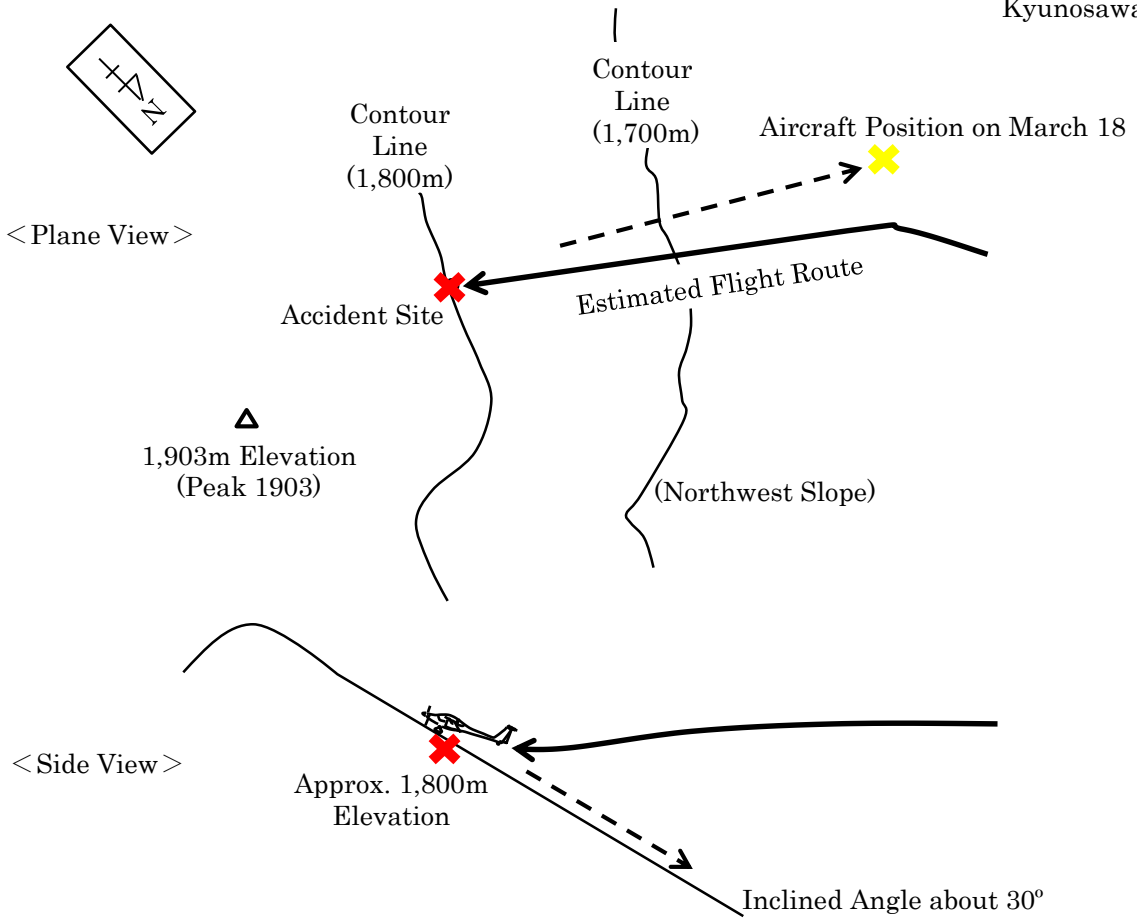 Kyunosawa
N
Contour
Line
(1,700m)
Contour
Line
(1,800m)
Aircraft Position on March 18
＜Plane View＞
Estimated Flight Route
Accident Site
1,903m Elevation
(Peak 1903)
(Northwest Slope)
＜Side View＞
Approx. 1,800m
Elevation
Inclined Angle about 30º